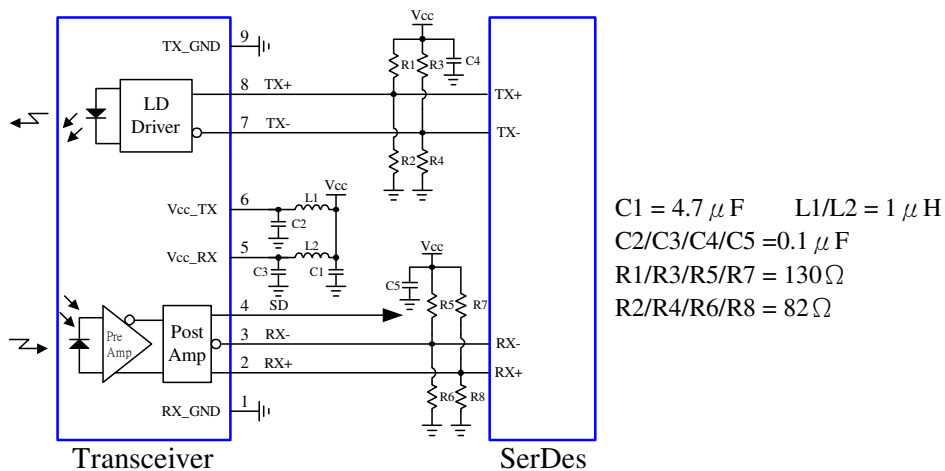 Vcc
9
TX_GND
R1
R3
C4
8
TX+
TX+
LD
Driver
7
TX-
TX-
R2
R4
Vcc
6
L1
Vcc_TX
C2
5
L2
Vcc
Vcc_RX
C3
C1
C5
4
R5
R7
SD
Pre
Amp
Post
Amp
3
RX-
RX-
2
RX+
RX+
R6
R8
1
RX_GND
Transceiver
SerDes
C1 = 4.7 μF L1/L2 = 1 μH
C2/C3/C4/C5 =0.1 μF
R1/R3/R5/R7 = 130Ω
R2/R4/R6/R8 = 82Ω